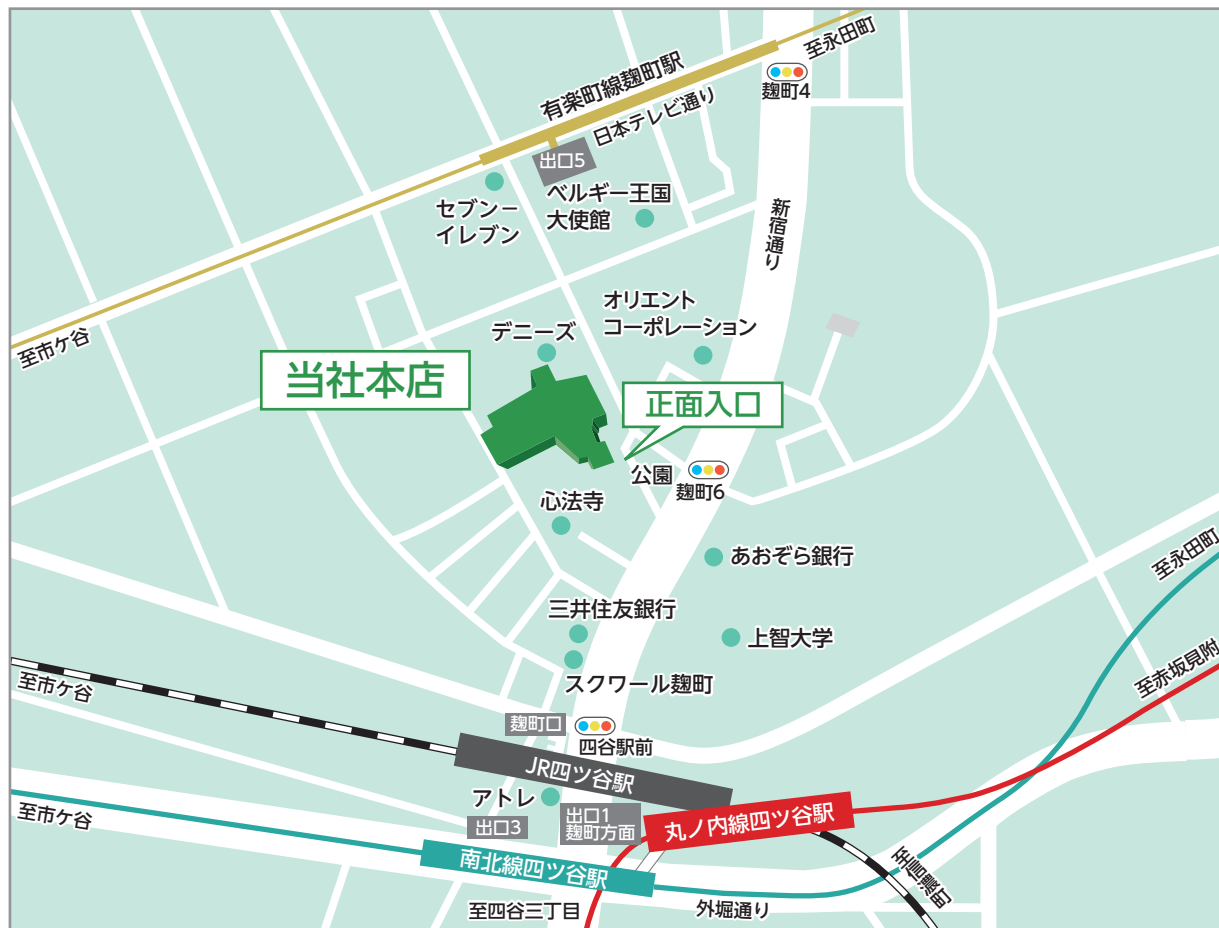 至永田町
有楽町線麹町駅
麹町4
日本テレビ通り
出口5
ベルギー王国
大使館
セブンー
イレブン
新宿通り
オリエント
コーポレーション
デニーズ
至市ケ谷
当社本店
正面入口
公園
麹町6
心法寺
あおぞら銀行
至永田町
三井住友銀行
上智大学
スクワール麹町
至赤坂見附
至市ケ谷
麹町口
四谷駅前
JR四ツ谷駅
アトレ
至市ケ谷
出口1
麹町方面
出口3
丸ノ内線四ツ谷駅
南北線四ツ谷駅
至信濃町
至四谷三丁目
外堀通り